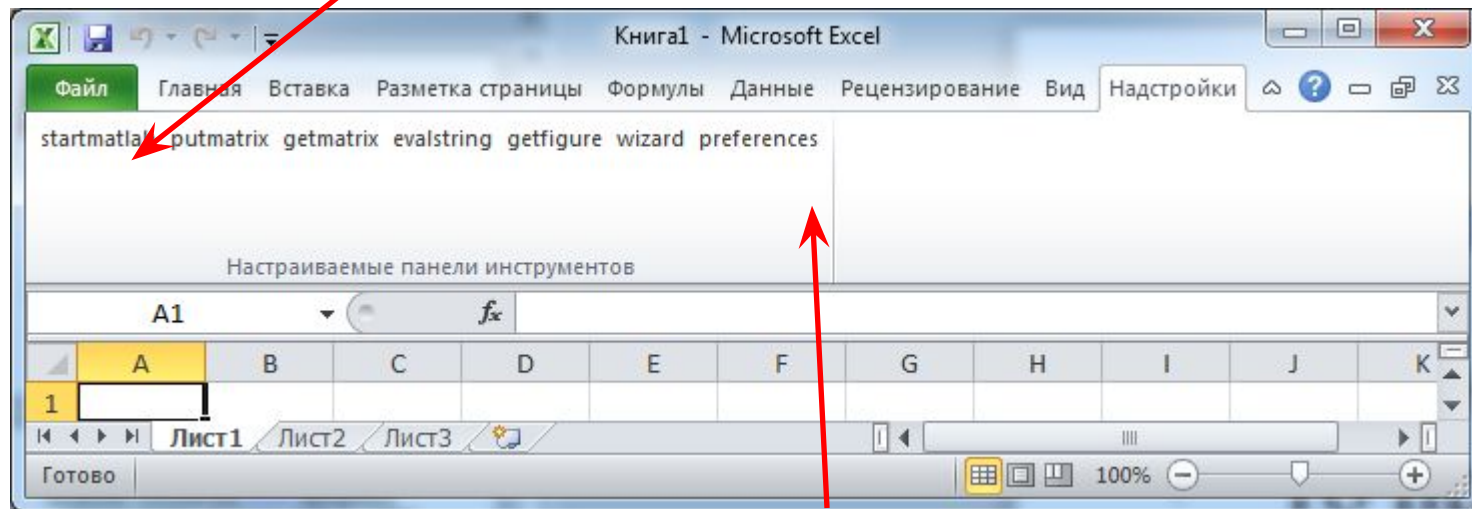 Книга1 - Microsoft Excel
Файл Главная Вставка Разметка страницы Формулы Данные Рецензирование Вид Надстройки
startmatlab putmatrix getmatrix evalstring getfigure wizard preferences
Настраиваемые панели инструментов
A1 fx
A B C D E F G H I J K
1
Лист1 Лист2 Лист3
Готово 100%